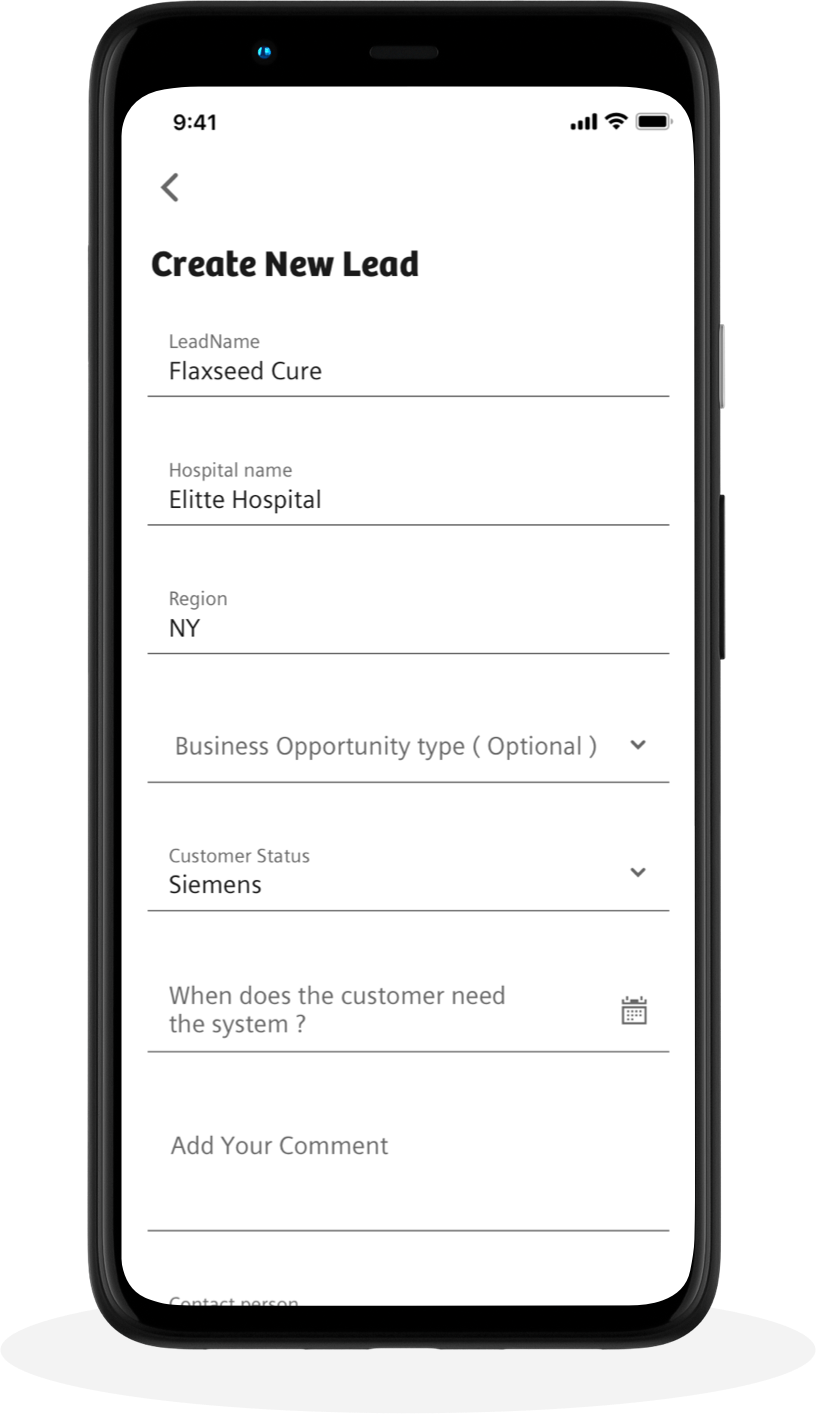 9:41
Create New Lead
LeadName
Flaxseed Cure
Hospital name
Elitte Hospital
Region
NY
Business Opportunity type ( Optional )
Customer Status
Siemens
When does the customer need
the system ?
Add Your Comment
Contact person